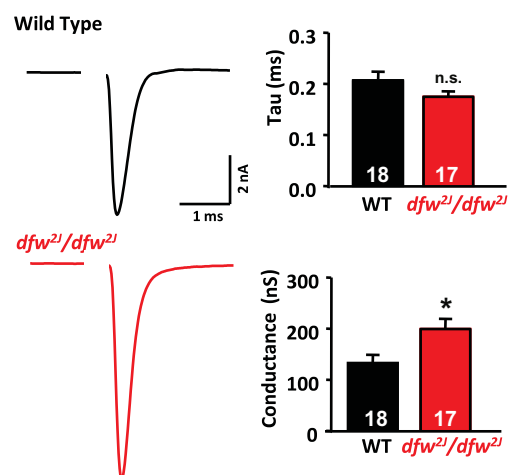 Wild Type
2 nA
1 ms
dfw²ᴶ/dfw²ᴶ
Tau (ms)
0.3
0.2
0.1
0.0
n.s.
18
17
WT
dfw²ᴶ/dfw²ᴶ
Conductance (nS)
300
200
100
0
*
18
17
WT
dfw²ᴶ/dfw²ᴶ